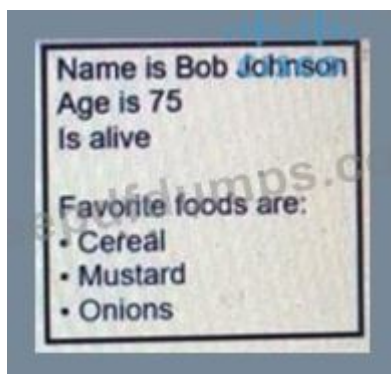 Name is Bob Johnson
Age is 75
Is alive
Favorite foods are:
• Cereal
• Mustard
• Onions